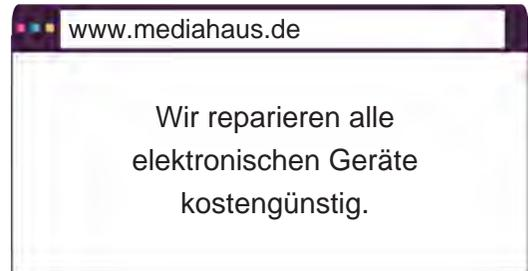 www.mediahaus.de
Wir reparieren alle
elektronischen Geräte
kostengünstig.